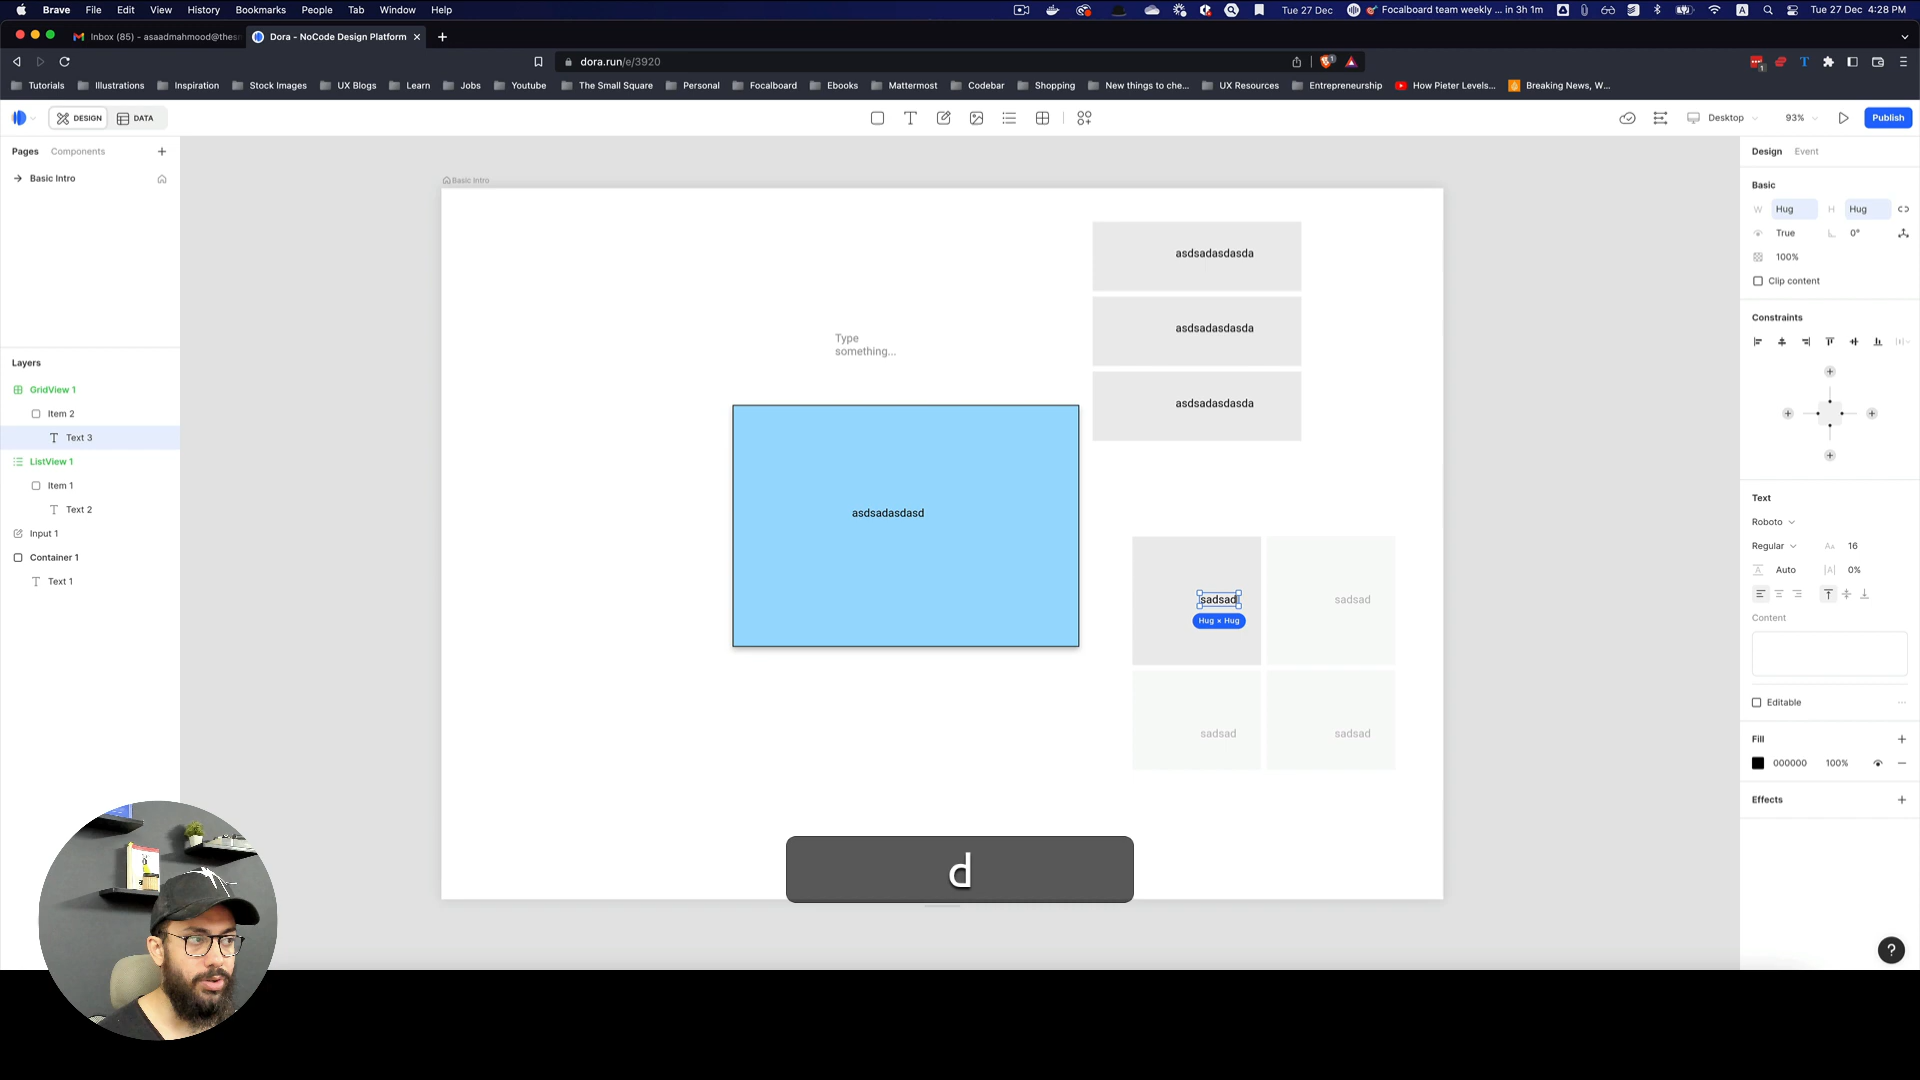 Brave File Edit View History Bookmarks People Tab Window Help Tue 27 Dec Focalboard team weekly ... in 3h 1m Tue 27 Dec 4:28 PM
Inbox (85) - asaadmahmood@thesm Dora - NoCode Design Platform
dora.run/e/3920
Tutorials Illustrations Inspiration Stock Images UX Blogs Learn Jobs Youtube The Small Square Personal Focalboard Ebooks Mattermost Codebar Shopping New things to che... UX Resources Entrepreneurship How Pieter Levels... Breaking News, W...
DESIGN DATA Desktop 93% Publish
Pages Components
Basic Intro
Layers
GridView 1
Item 2
Text 3
ListView 1
Item 1
Text 2
Input 1
Container 1
Text 1
Basic Intro
asdsadasdasda
asdsadasdasda
asdsadasdasda
Type
something...
asdsadasdasd
sadsad sadsad
Hug × Hug
sadsad sadsad
d
Design Event
Basic
W Hug H Hug
True 0°
100%
Clip content
Constraints
Text
Roboto
Regular 16
Auto 0%
Content
Editable
Fill
000000 100%
Effects
?